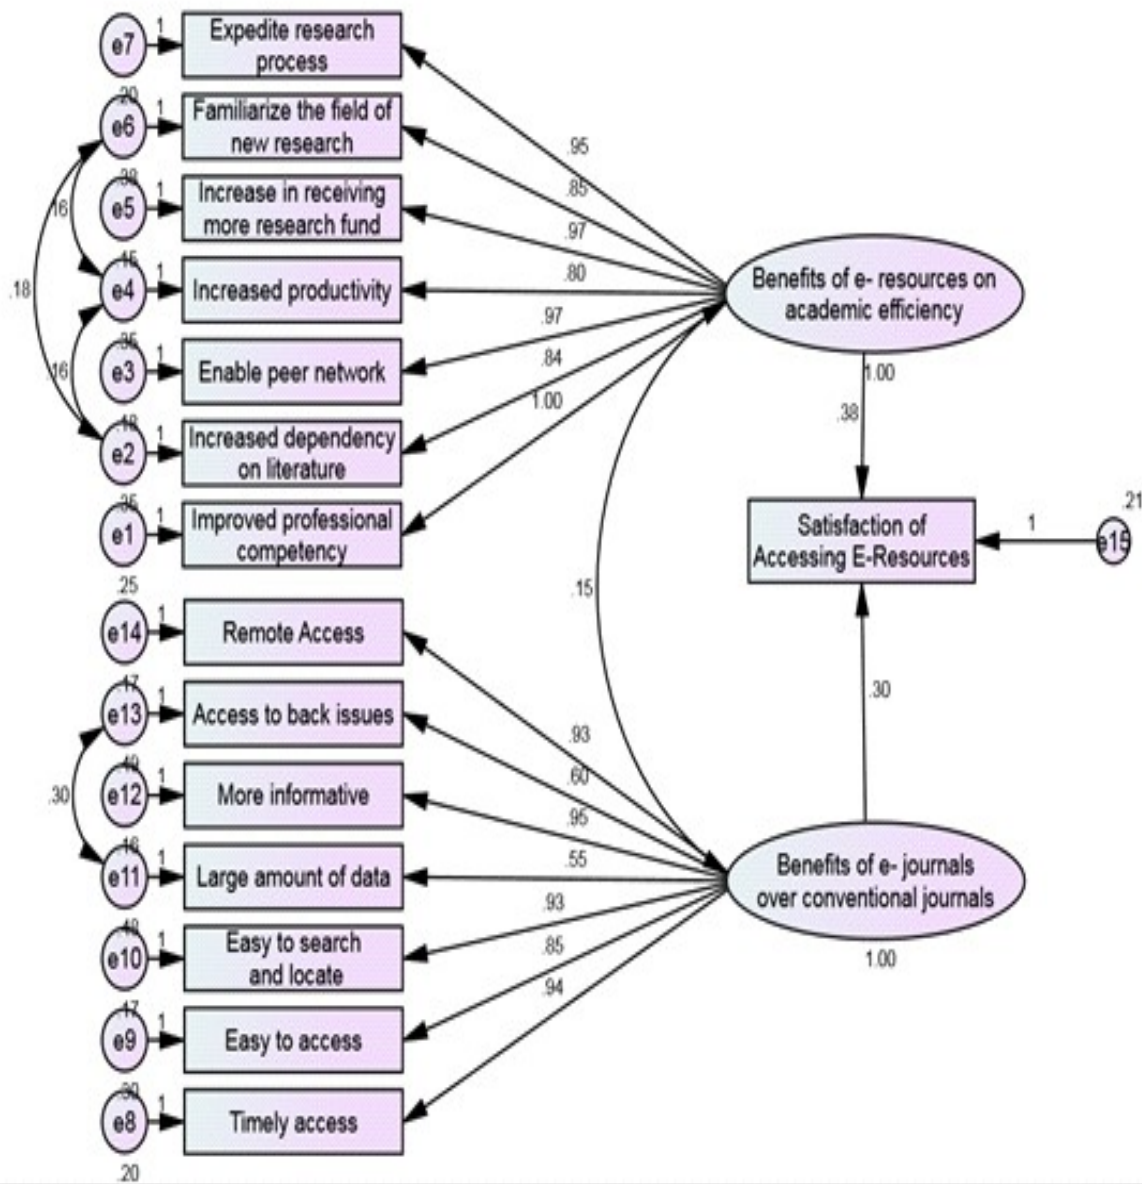 e7
1
Expedite research
process
.20
e6
1
Familiarize the field of
new research
.38
e5
1
Increase in receiving
more research fund
.15
e4
1
Increased productivity
.35
e3
1
Enable peer network
.18
e2
1
Increased dependency
on literature
.35
e1
1
Improved professional
competency
.25
.16
.18
.16
.95
.85
.97
.80
.97
.84
1.00
Benefits of e- resources on
academic efficiency
1.00
.38
.15
Satisfaction of
Accessing E-Resources
1
e15
.21
.30
e14
1
Remote Access
.17
e13
1
Access to back issues
.49
e12
1
More informative
.16
e11
1
Large amount of data
.48
e10
1
Easy to search
and locate
.17
e9
1
Easy to access
e8
1
Timely access
.20
.30
.93
.60
.95
.55
.93
.85
.94
Benefits of e- journals
over conventional journals
1.00